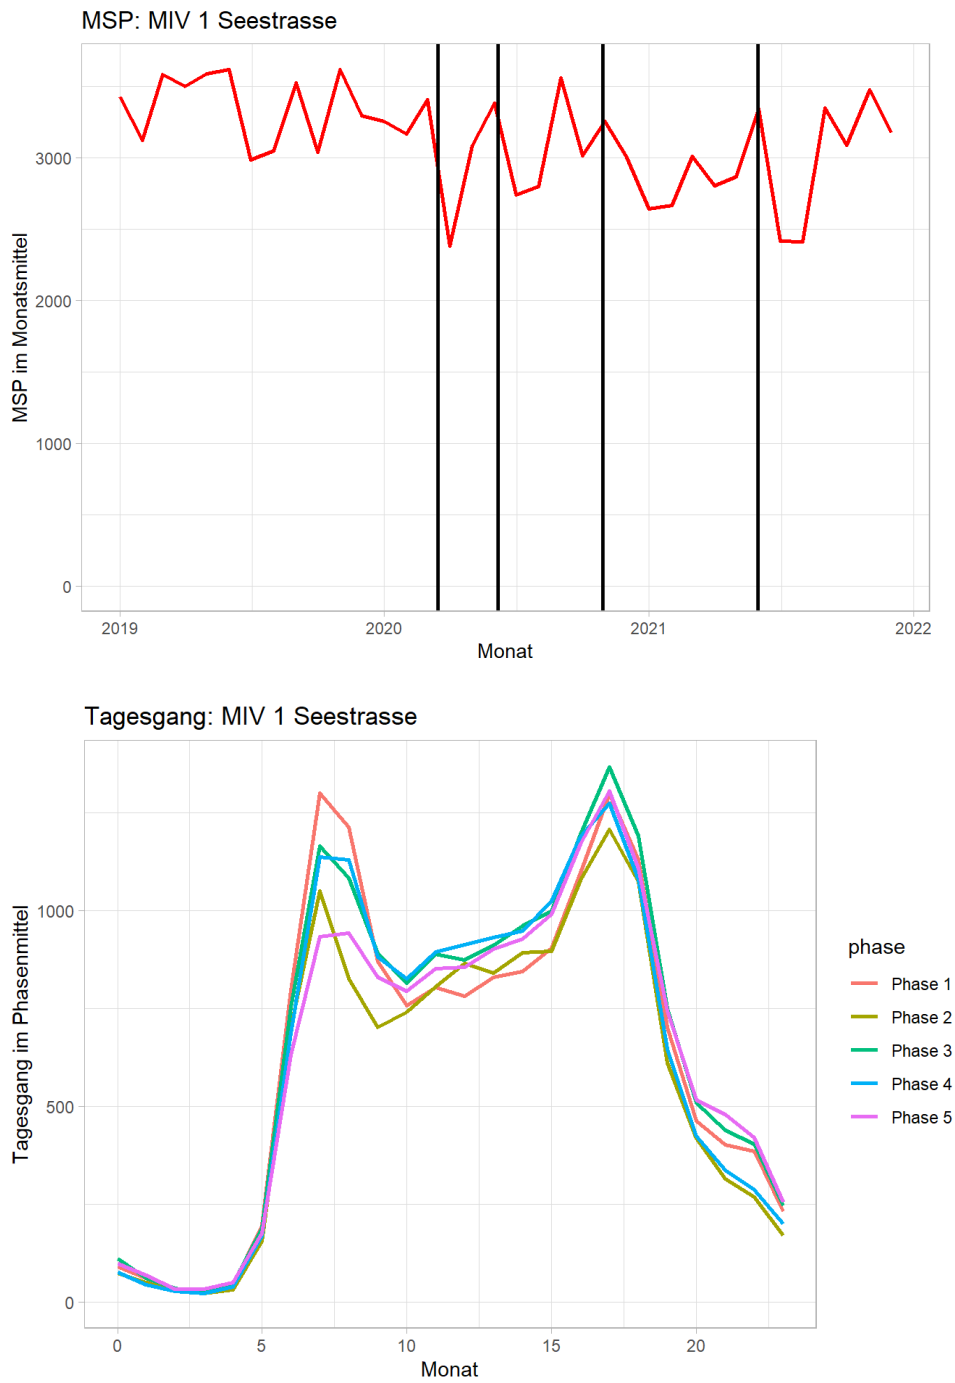 MSP: MIV 1 Seestrasse
MSP im Monatsmittel
3000
2000
1000
0
2019
2020
2021
2022
Monat
Tagesgang: MIV 1 Seestrasse
Tagesgang im Phasenmittel
1000
500
0
0
5
10
15
20
Monat
phase
Phase 1
Phase 2
Phase 3
Phase 4
Phase 5